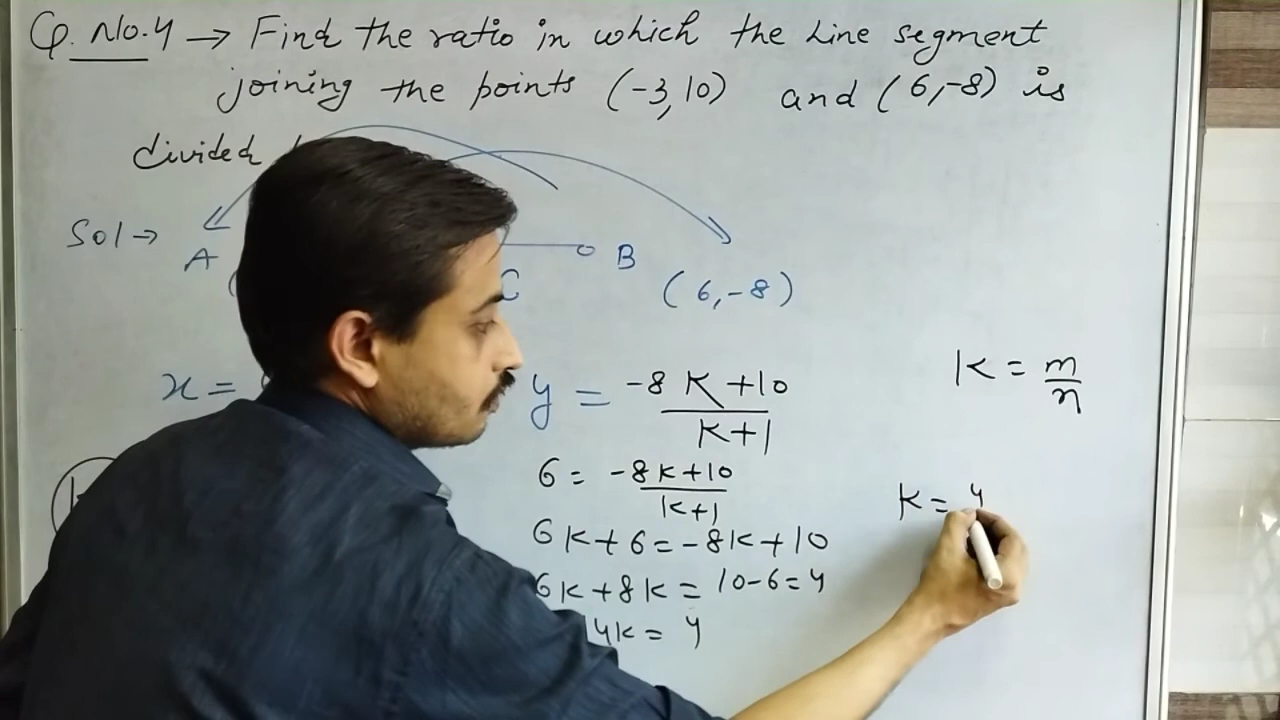 Q. No. 4 → Find the ratio in which the line segment
joining the points (-3,10) and (6,-8) is
divided
Sol → A C B
(6,-8)
x = y = -8K+10 / K+1
K = m/n
6 = -8K+10 / K+1
K = 4
6K+6 = -8K+10
6K+8K = 10-6=4
14K = 4